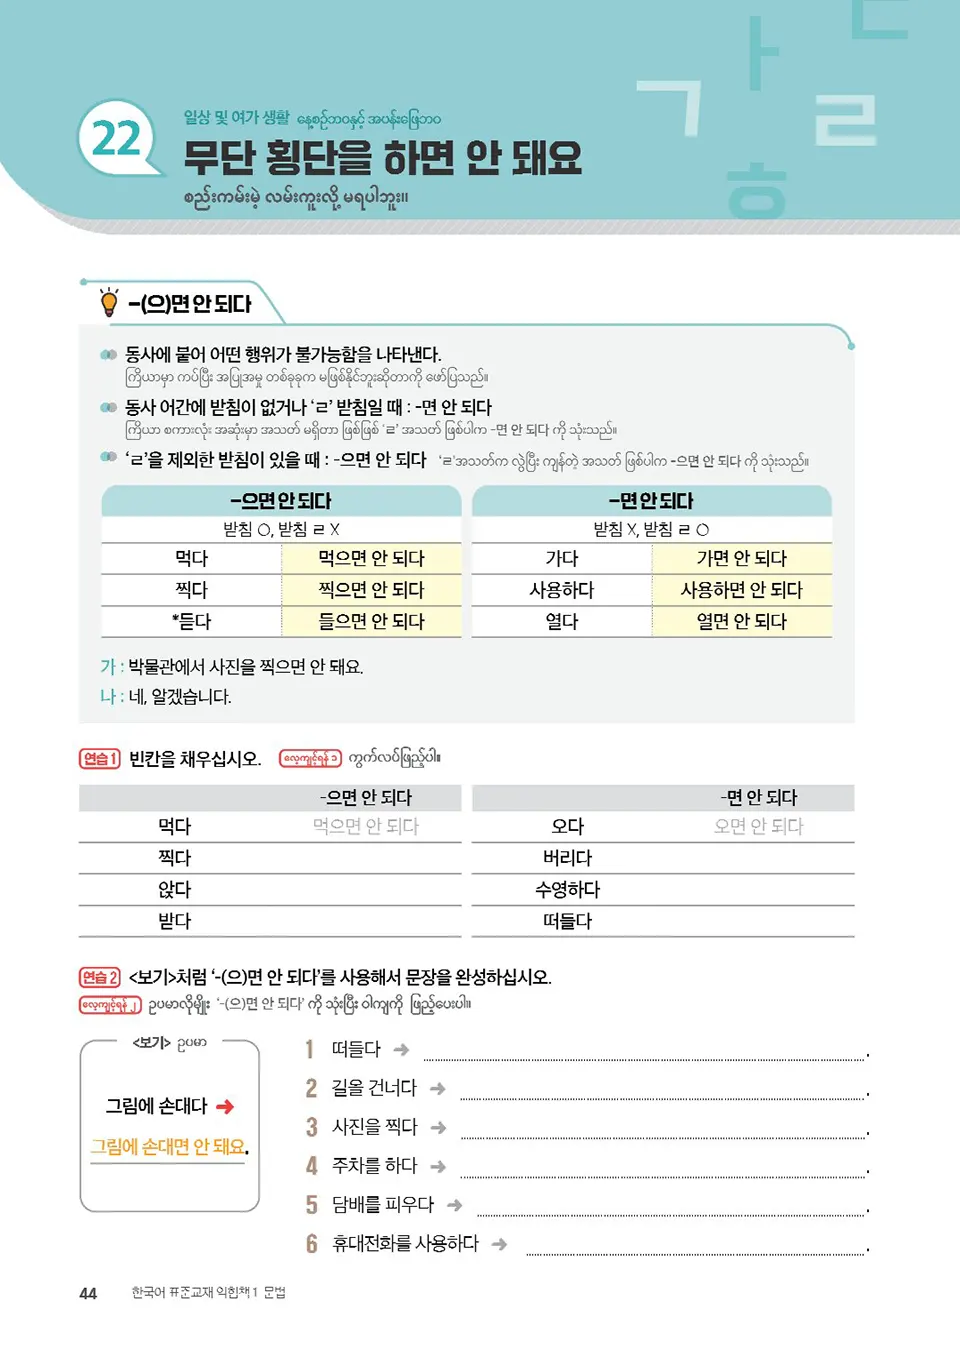 22
일상 및 여가 생활 နေ့စဉ်ဘဝနှင့် အပန်းဖြေဘဝ
무단 횡단을 하면 안 돼요
စည်းကမ်းမဲ့ လမ်းကူးလို့ မရပါဘူး။
ㅏ ㄷ ㄱ ㄹ ㅎ
-(으)면 안 되다
동사에 붙어 어떤 행위가 불가능함을 나타낸다.
ကြိယာမှာ ကပ်ပြီး အပြုအမူ တစ်ခုခုက မဖြစ်နိုင်ဘူးဆိုတာကို ဖော်ပြသည်။
동사 어간에 받침이 없거나 ‘ㄹ’ 받침일 때 : -면 안 되다
ကြိယာ စကားလုံး အဆုံးမှာ အသတ် မရှိတာ ဖြစ်ဖြစ် ‘ㄹ’ အသတ် ဖြစ်ပါက -면 안 되다 ကို သုံးသည်။
‘ㄹ’을 제외한 받침이 있을 때 : -으면 안 되다 ‘ㄹ’အသတ်က လွဲပြီး ကျန်တဲ့ အသတ် ဖြစ်ပါက -으면 안 되다 ကို သုံးသည်။
-으면 안 되다 -면 안 되다
받침 O, 받침 ㄹ X 받침 X, 받침 ㄹ O
먹다 먹으면 안 되다 가다 가면 안 되다
찍다 찍으면 안 되다 사용하다 사용하면 안 되다
*듣다 들으면 안 되다 열다 열면 안 되다
가 : 박물관에서 사진을 찍으면 안 돼요.
나 : 네, 알겠습니다.
연습 1 빈칸을 채우십시오. လေ့ကျင့်ရန် ၁ ကွက်လပ်ဖြည့်ပါ။
-으면 안 되다 -면 안 되다
먹다 먹으면 안 되다 오다 오면 안 되다
찍다 버리다
앉다 수영하다
받다 떠들다
연습 2 <보기>처럼 ‘-(으)면 안 되다’를 사용해서 문장을 완성하십시오.
လေ့ကျင့်ရန် ၂ ဥပမာလိုမျိုး ‘-(으)면 안 되다’ ကို သုံးပြီး ဝါကျကို ဖြည့်ပေးပါ။
<보기> ဥပမာ
그림에 손대다 ➜
그림에 손대면 안 돼요.
1 떠들다 ➜ .
2 길을 건너다 ➜ .
3 사진을 찍다 ➜ .
4 주차를 하다 ➜ .
5 담배를 피우다 ➜ .
6 휴대전화를 사용하다 ➜ .
44 한국어 표준교재 익힘책 1 문법